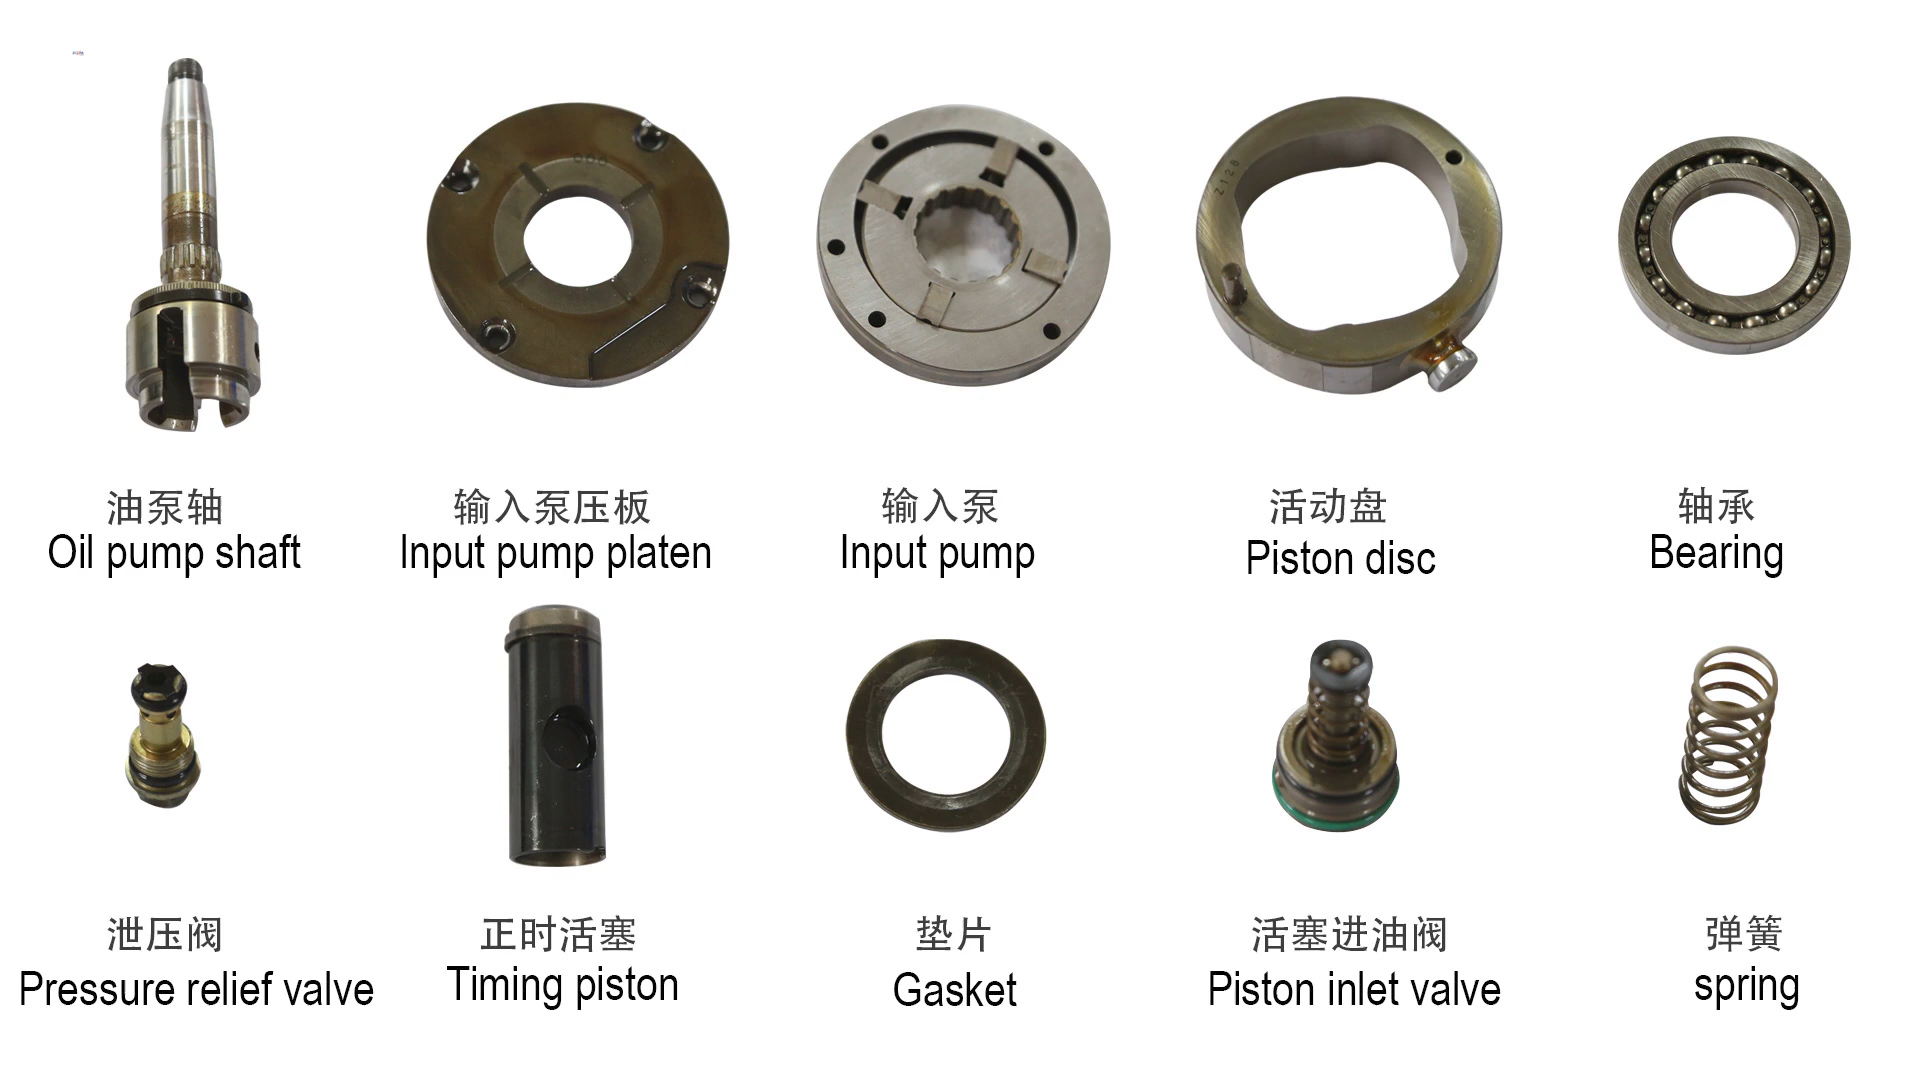 油泵轴
Oil pump shaft
输入泵压板
Input pump platen
输入泵
Input pump
Z128
活动盘
Piston disc
轴承
Bearing
泄压阀
Pressure relief valve
正时活塞
Timing piston
垫片
Gasket
活塞进油阀
Piston inlet valve
弹簧
spring